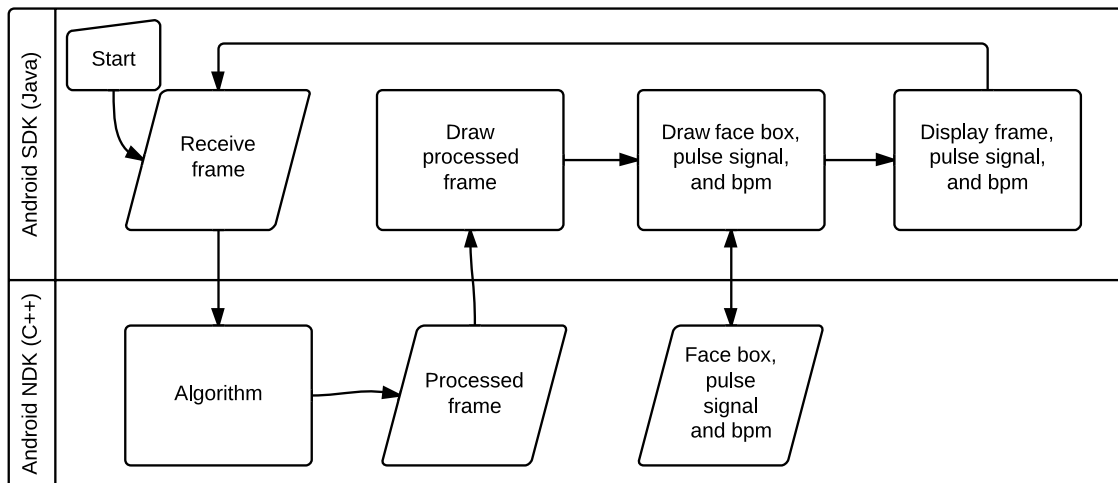 Android SDK (Java)
Start
Receive
frame
Draw
processed
frame
Draw face box,
pulse signal,
and bpm
Display frame,
pulse signal,
and bpm
Android NDK (C++)
Algorithm
Processed
frame
Face box,
pulse
signal
and bpm